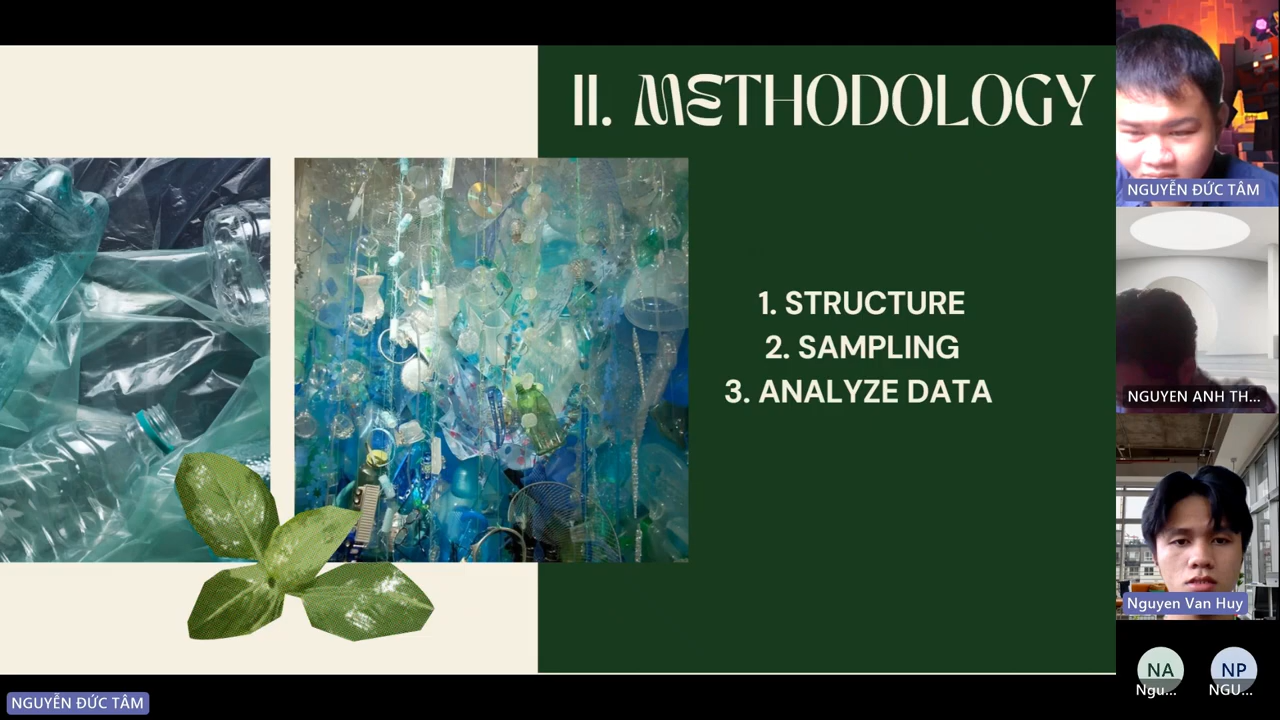 II. METHODOLOGY
1. STRUCTURE
2. SAMPLING
3. ANALYZE DATA
NGUYỄN ĐỨC TÂM
NGUYEN ANH TH...
Nguyen Van Huy
NA
NP
Ngu...
NGU...
NGUYỄN ĐỨC TÂM